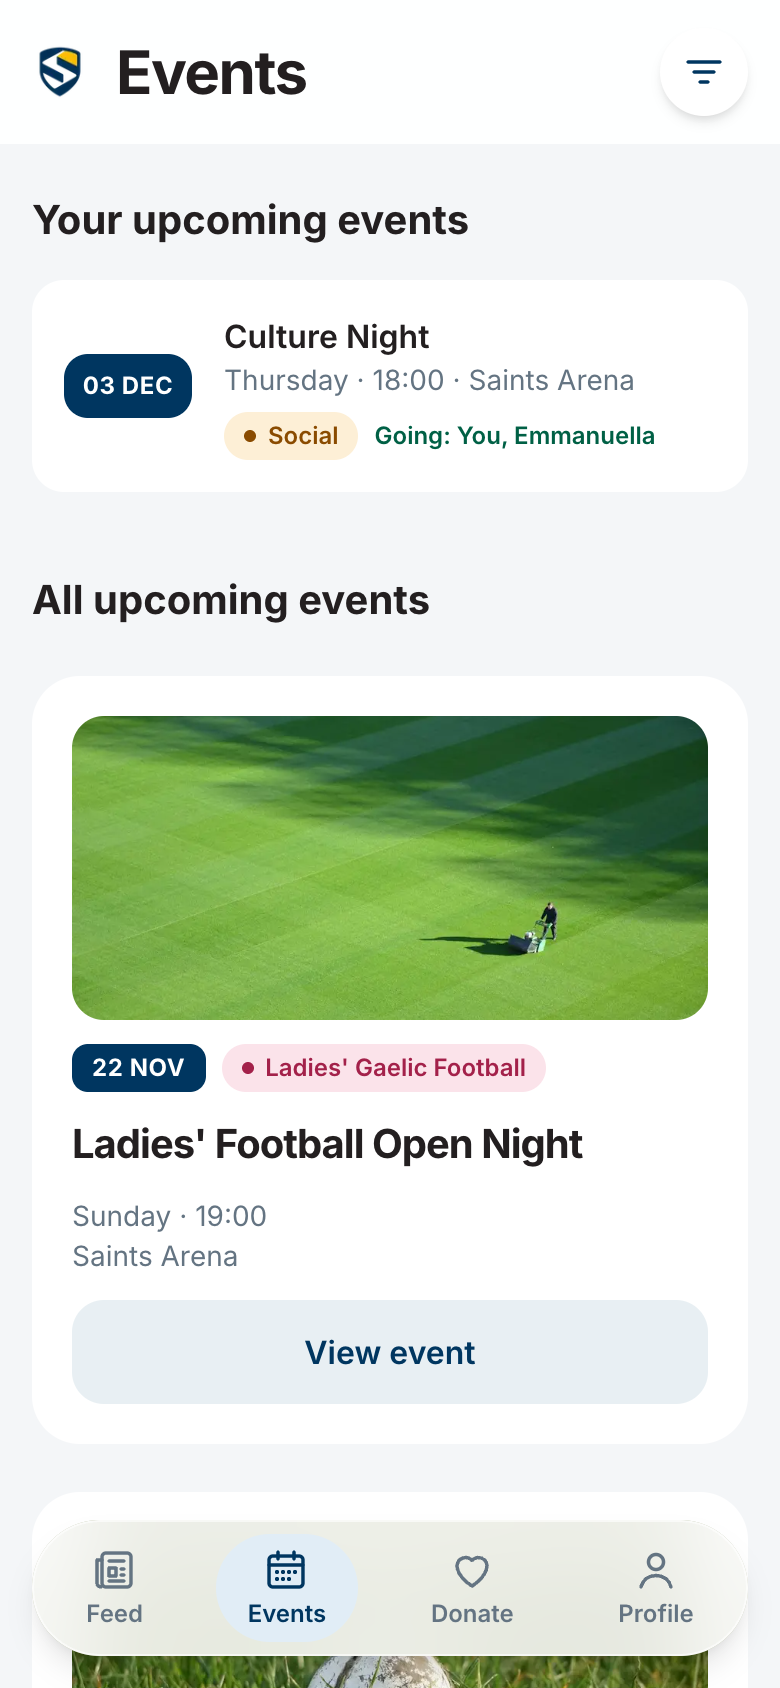 Events
Your upcoming events
03 DEC
Culture Night
Thursday · 18:00 · Saints Arena
Social
Going: You, Emmanuella
All upcoming events
22 NOV
Ladies' Gaelic Football
Ladies' Football Open Night
Sunday · 19:00
Saints Arena
View event
Feed
Events
Donate
Profile